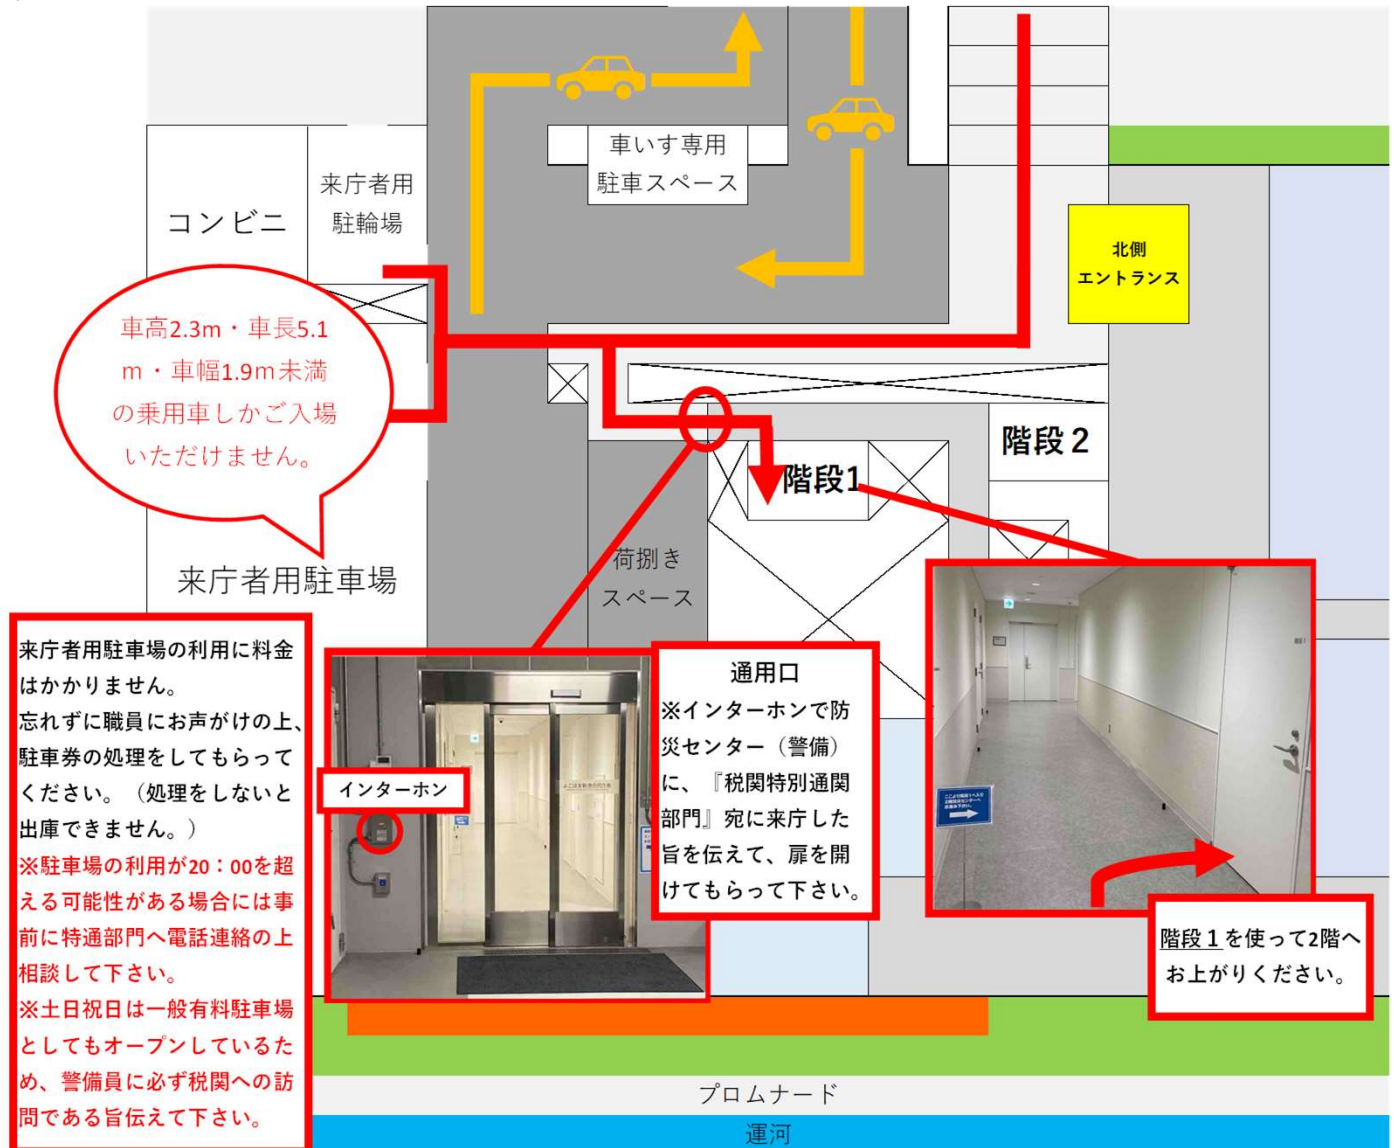 車いす専用
駐車スペース
来庁者用
駐輪場
コンビニ
北側
エントランス
車高2.3m・車長5.1
m・車幅1.9m未満
の乗用車しかご入場
いただけません。
階段2
階段1
荷捌き
スペース
来庁者用駐車場
来庁者用駐車場の利用に料金
はかかりません。
忘れずに職員にお声がけの上、
駐車券の処理をしてもらって
ください。（処理をしないと
出庫できません。）
※駐車場の利用が20：00を超
える可能性がある場合には事
前に特通部門へ電話連絡の上
相談して下さい。
※土日祝日は一般有料駐車場
としてもオープンしているた
め、警備員に必ず税関への訪
問である旨伝えて下さい。
インターホン
通用口
※インターホンで防
災センター（警備）
に、『税関特別通関
部門』宛に来庁した
旨を伝えて、扉を開
けてもらって下さい。
階段１を使って2階へ
お上がりください。
プロムナード
運河